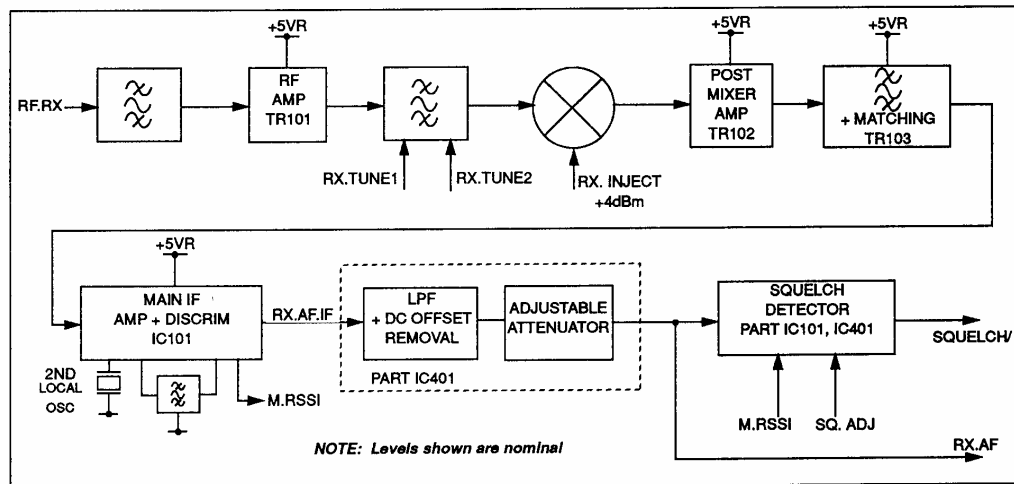 +5VR
+5VR
+5VR
RF.RX
RF
AMP
TR101
POST
MIXER
AMP
TR102
+ MATCHING
TR103
RX.TUNE1
RX.TUNE2
RX. INJECT
+4dBm
+5VR
MAIN IF
AMP + DISCRIM
IC101
RX.AF.IF
LPF
+ DC OFFSET
REMOVAL
ADJUSTABLE
ATTENUATOR
PART IC401
SQUELCH
DETECTOR
PART IC101, IC401
SQUELCH/
2ND
LOCAL
OSC
M.RSSI
M.RSSI
SQ. ADJ
NOTE: Levels shown are nominal
RX.AF